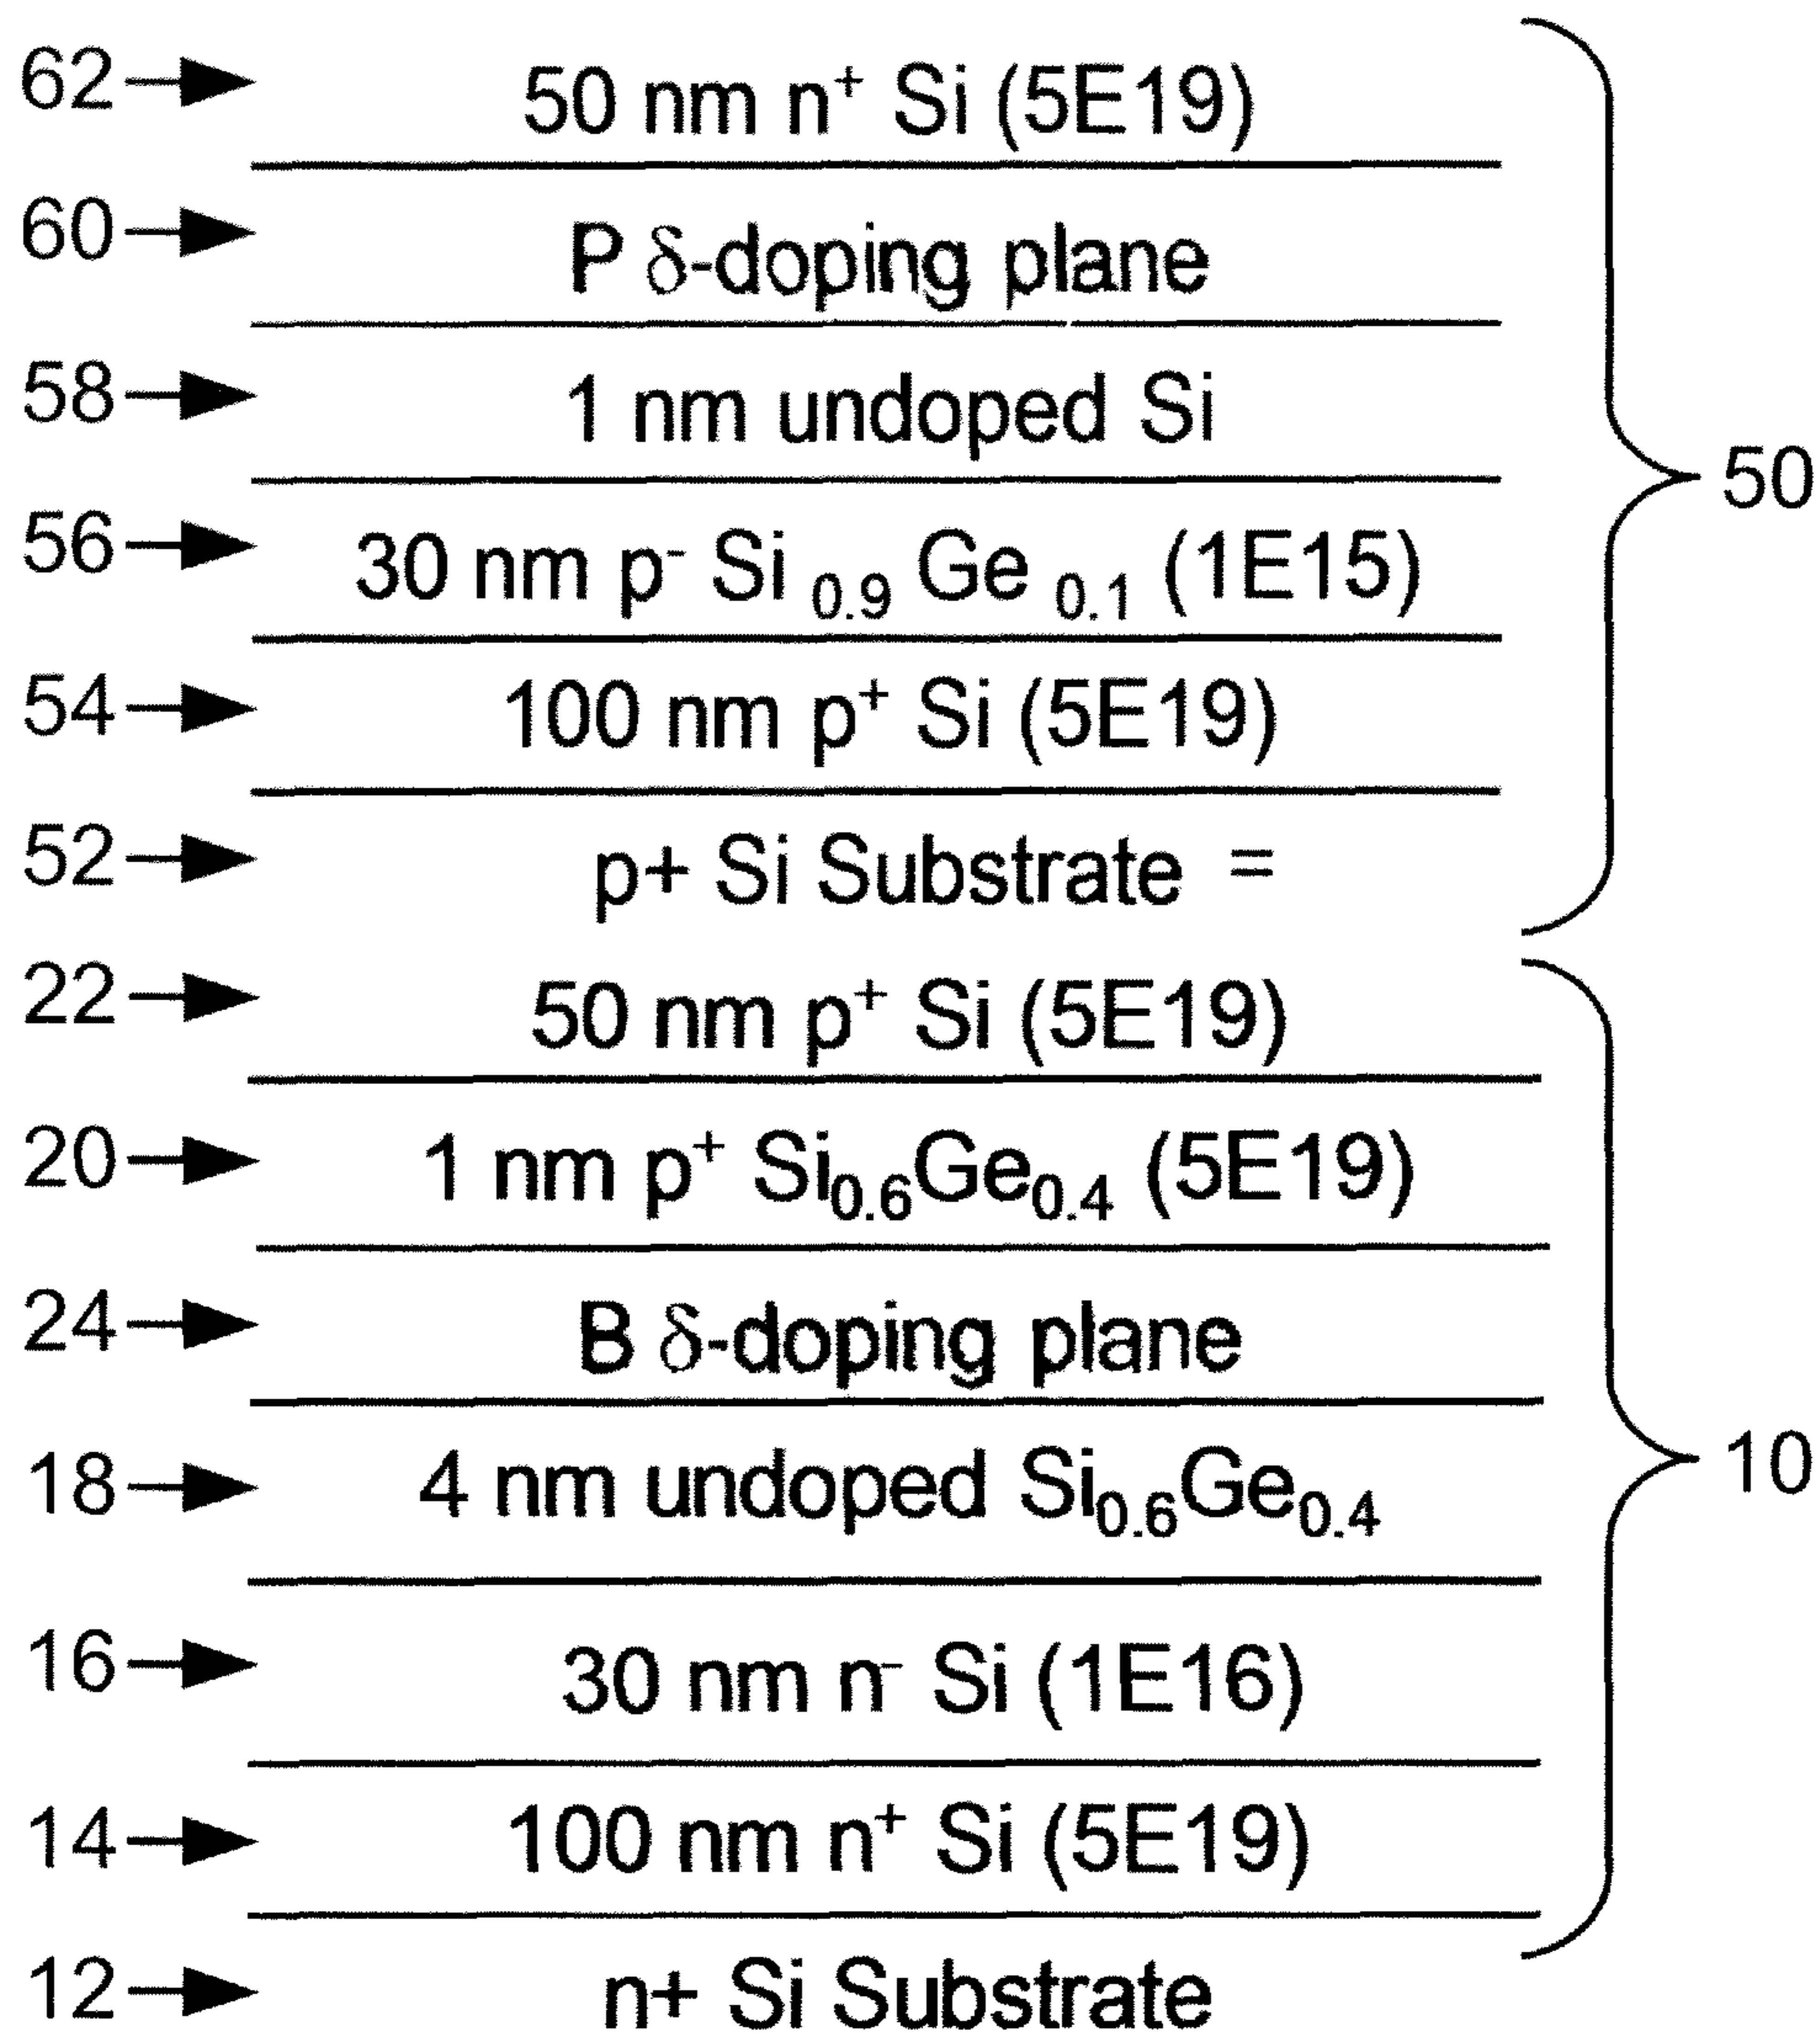 62 50 nm n⁺ Si (5E19)
60 P δ-doping plane
58 1 nm undoped Si
50
56 30 nm p⁻ Si ₀.₉ Ge ₀.₁ (1E15)
54 100 nm p⁺ Si (5E19)
52 p+ Si Substrate =
22 50 nm p⁺ Si (5E19)
20 1 nm p⁺ Si₀.₆Ge₀.₄ (5E19)
24 B δ-doping plane
10
18 4 nm undoped Si₀.₆Ge₀.₄
16 30 nm n⁻ Si (1E16)
14 100 nm n⁺ Si (5E19)
12 n+ Si Substrate